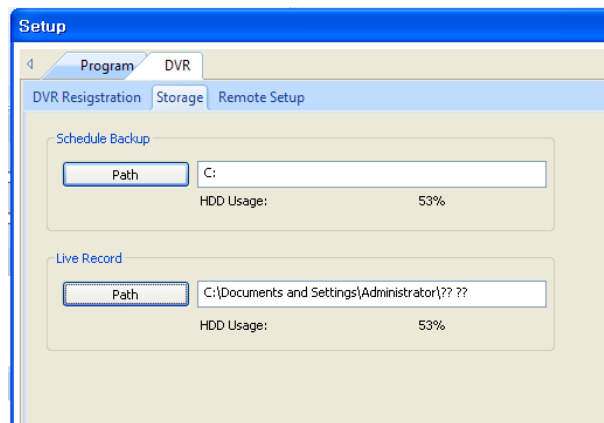 Setup
Program DVR
DVR Resigstration Storage Remote Setup
Schedule Backup
Path C:
HDD Usage: 53%
Live Record
Path C:\Documents and Settings\Administrator\?? ??
HDD Usage: 53%